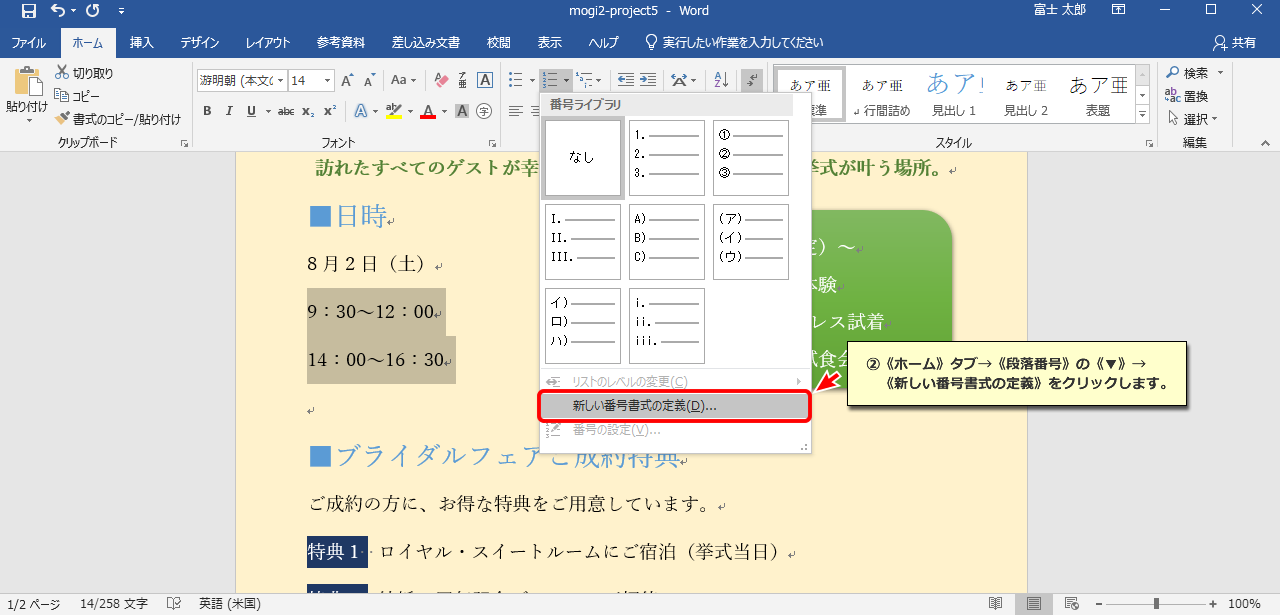 mogi2-project5 - Word
富士 太郎
ファイル ホーム 挿入 デザイン レイアウト 参考資料 差し込み文書 校閲 表示 ヘルプ 実行したい作業を入力してください 共有
貼り付け
切り取り
コピー
書式のコピー/貼り付け
クリップボード
游明朝 (本文の 14
Aa
B I U abc x₂ x²
フォント
あア亜 あア亜 あア あア亜 あア亜
準 行間詰め 見出し 1 見出し 2 表題
スタイル
検索
置換
選択
編集
番号ライブラリ
なし
1.
2.
3.
①
②
③
I.
II.
III.
A)
B)
C)
(ア)
(イ)
(ウ)
イ)
ロ)
ハ)
i.
ii.
iii.
リストのレベルの変更(C)
新しい番号書式の定義(D)...
番号の設定(V)...
②《ホーム》タブ→《段落番号》の《▼》→
《新しい番号書式の定義》をクリックします。
訪れたすべてのゲストが幸
挙式が叶う場所。
■日時
8月2日（土）
9：30～12：00
14：00～16：30
）～
験
レス試着
試食会
■ブライダルフェアご成約特典
ご成約の方に、お得な特典をご用意しています。
特典1 ロイヤル・スイートルームにご宿泊（挙式当日）
1/2 ページ 14/258 文字 英語 (米国) 100%